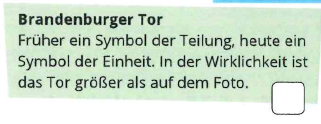 Brandenburger Tor
Früher ein Symbol der Teilung, heute ein
Symbol der Einheit. In der Wirklichkeit ist
das Tor größer als auf dem Foto.